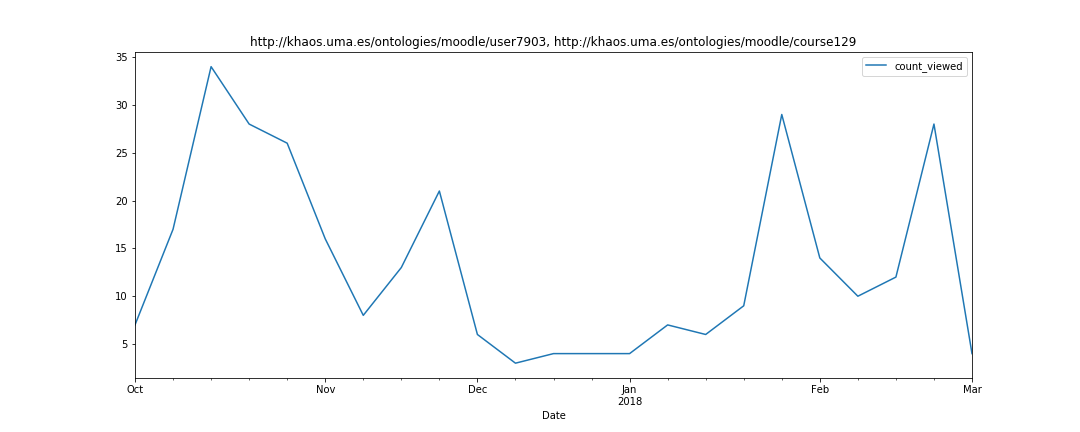 http://khaos.uma.es/ontologies/moodle/user7903, http://khaos.uma.es/ontologies/moodle/course129
count_viewed
35
30
25
20
15
10
5
Oct
Nov
Dec
Jan
2018
Feb
Mar
Date